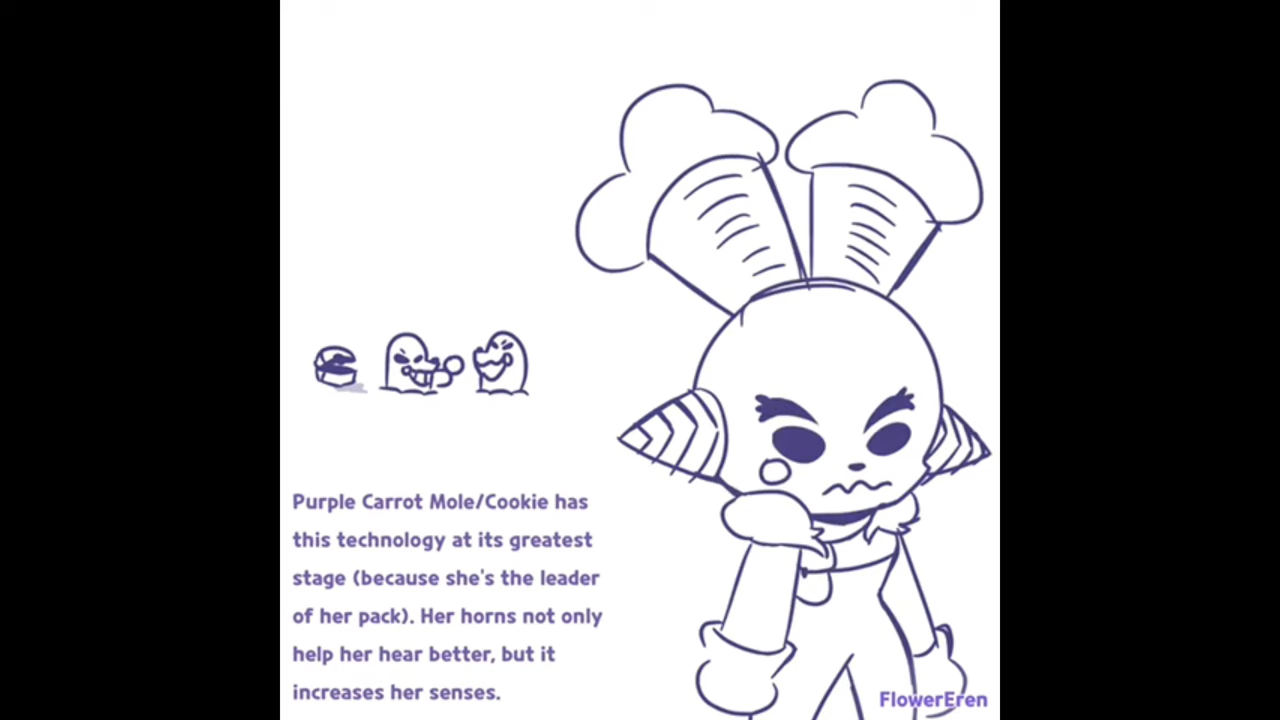 Purple Carrot Mole/Cookie has
this technology at its greatest
stage (because she's the leader
of her pack). Her horns not only
help her hear better, but it
increases her senses.
FlowerEren